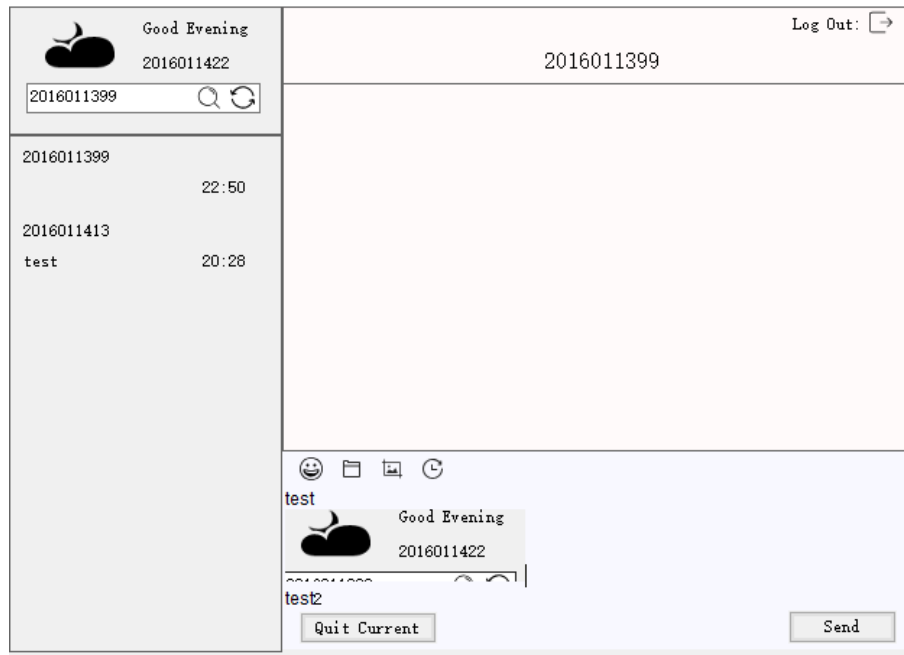 Good Evening
2016011422
2016011399
2016011399
22:50
2016011413
test 20:28
Log Out:
2016011399
test
Good Evening
2016011422
test2
Quit Current
Send